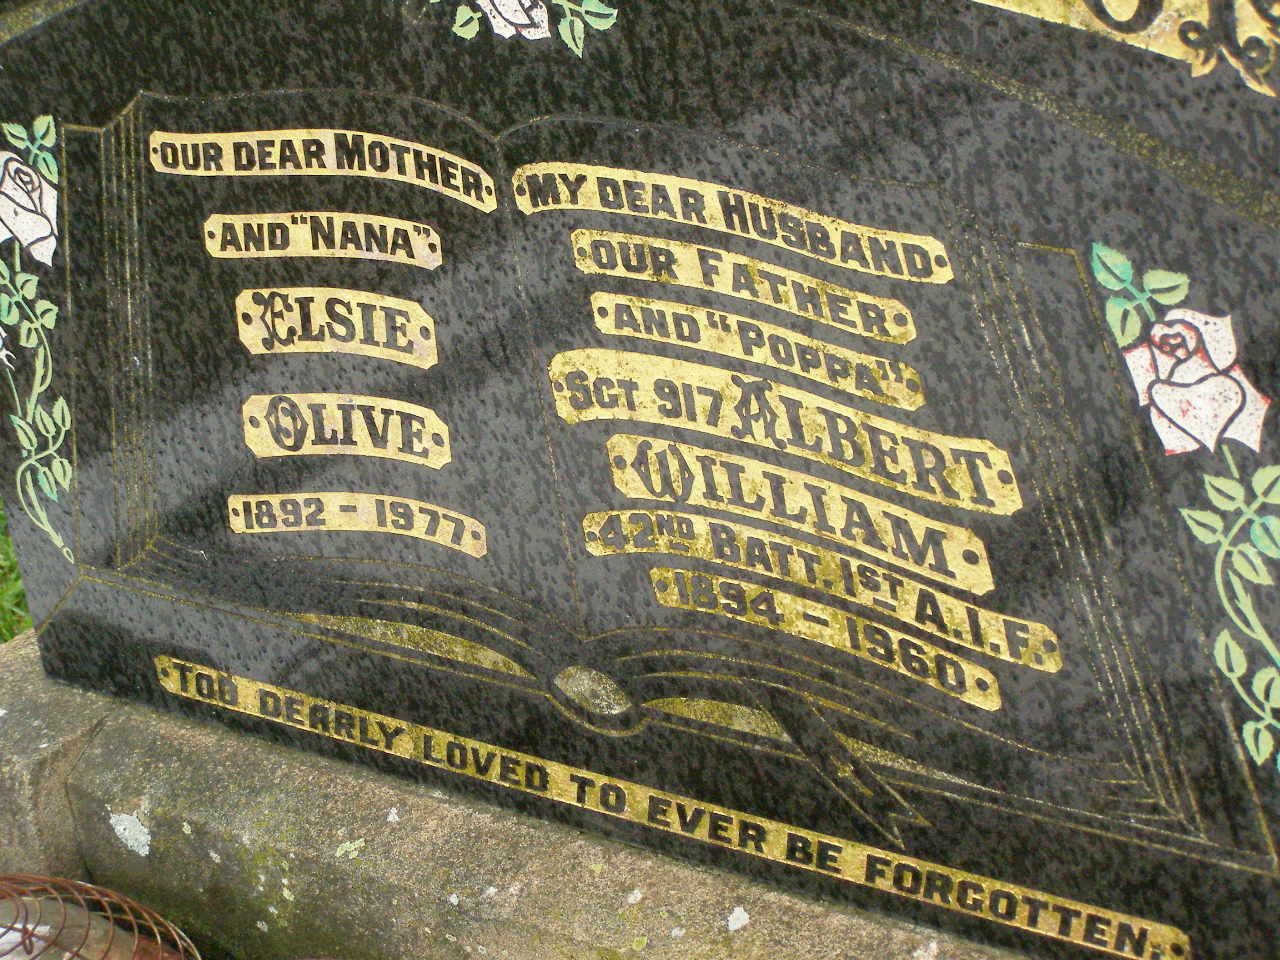 OUR DEAR MOTHER
AND "NANA"
ELSIE
OLIVE
1892 - 1977
MY DEAR HUSBAND
OUR FATHER
AND "POPPA"
SGT 917 ALBERT
WILLIAM
42ND BATT. 1ST A.I.F.
1894 - 1960
TOO DEARLY LOVED TO EVER BE FORGOTTEN.